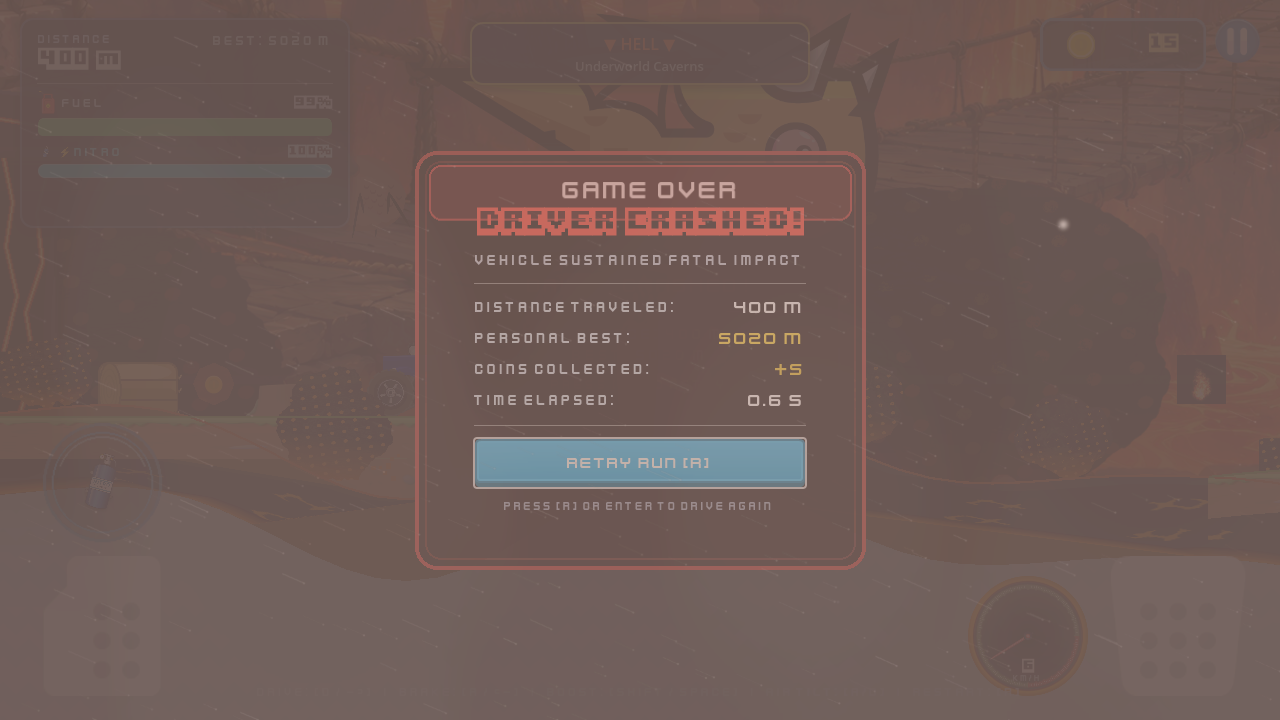 DISTANCE
BEST: 5020 M
400 M
FUEL
99%
NITRO
100%
▼ HELL ▼
Underworld Caverns
15
GAME OVER
DRIVER CRASHED!
VEHICLE SUSTAINED FATAL IMPACT
DISTANCE TRAVELED:
400 M
PERSONAL BEST:
5020 M
COINS COLLECTED:
+5
TIME ELAPSED:
0.6 S
RETRY RUN [R]
PRESS [R] OR ENTER TO DRIVE AGAIN
6